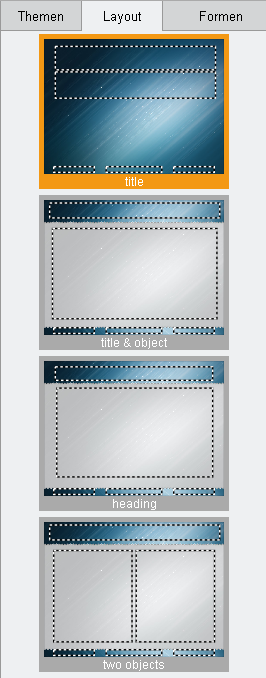 Themen Layout Formen
title
title & object
heading
two objects